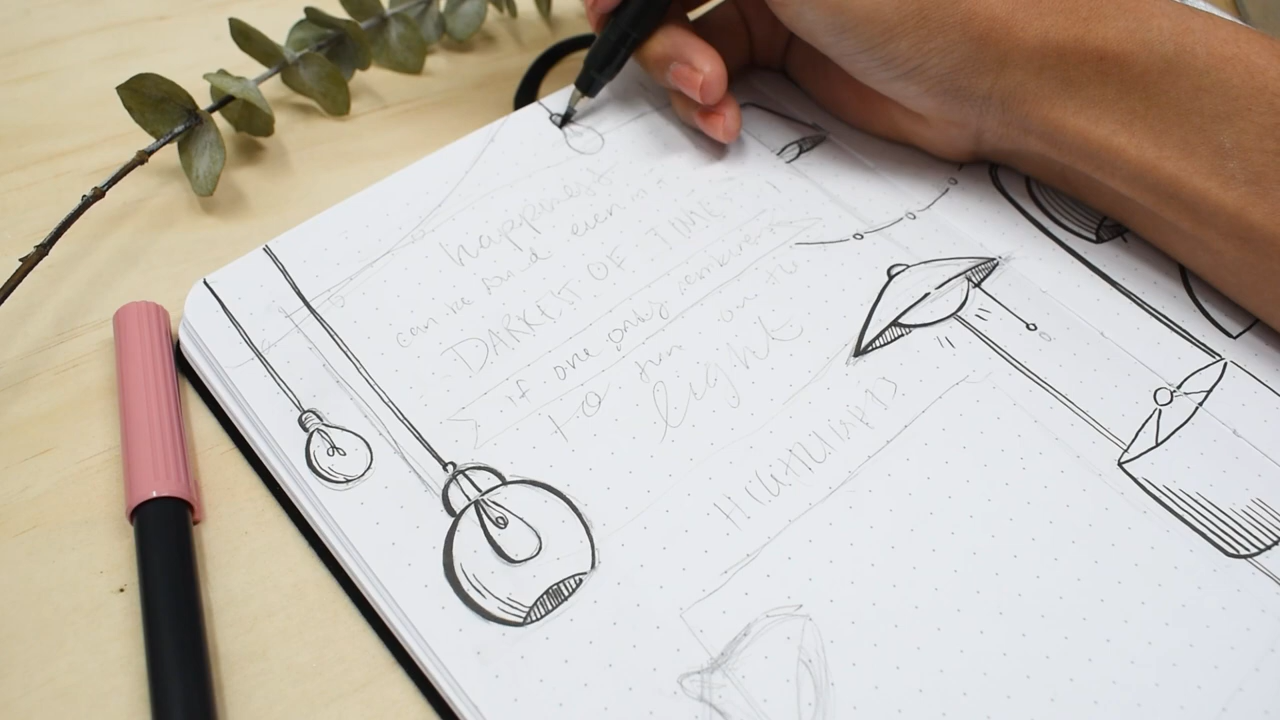 happiness
can be found even in
DARKEST OF TIMES
if one only remembers
to turn on the
light
HIGHLIGHTS